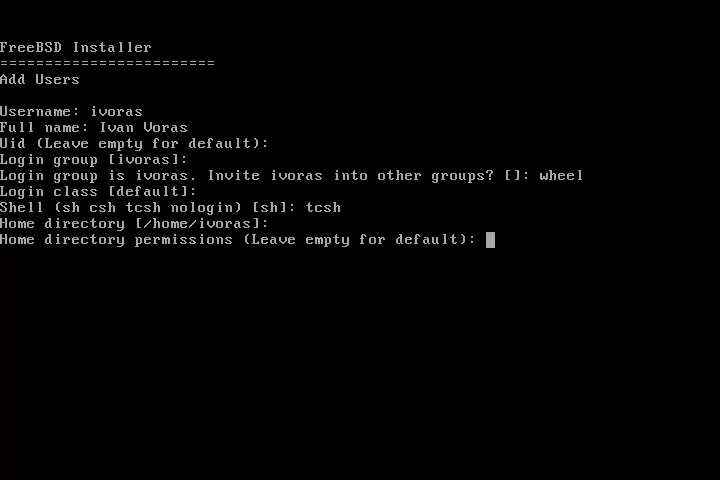 FreeBSD Installer
========================
Add Users
Username: ivoras
Full name: Ivan Voras
Uid (Leave empty for default):
Login group [ivoras]:
Login group is ivoras. Invite ivoras into other groups? []: wheel
Login class [default]:
Shell (sh csh tcsh nologin) [sh]: tcsh
Home directory [/home/ivoras]:
Home directory permissions (Leave empty for default):